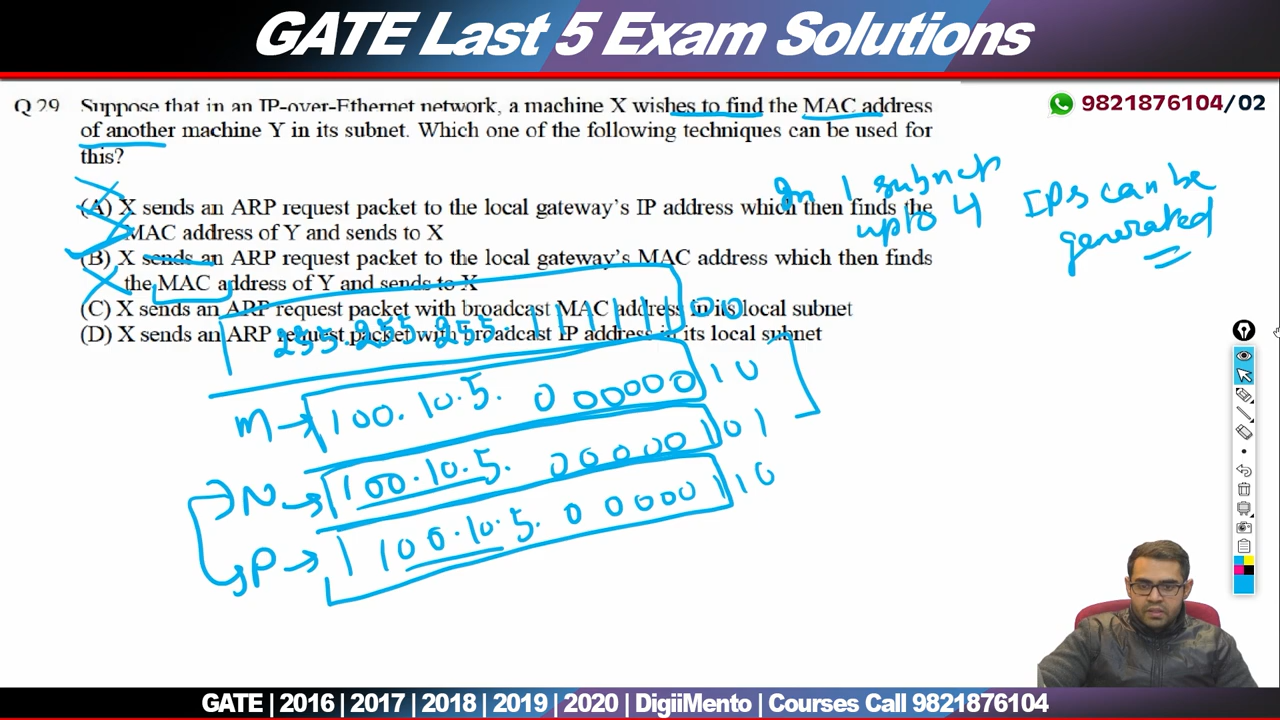 GATE Last 5 Exam Solutions
9821876104/02
Q 29 Suppose that in an IP-over-Ethernet network, a machine X wishes to find the MAC address
of another machine Y in its subnet. Which one of the following techniques can be used for
this?
(A) X sends an ARP request packet to the local gateway's IP address which then finds the
MAC address of Y and sends to X
(B) X sends an ARP request packet to the local gateway's MAC address which then finds
the MAC address of Y and sends to X
(C) X sends an ARP request packet with broadcast MAC address in its local subnet
(D) X sends an ARP request packet with broadcast IP address in its local subnet
In 1 subnet
upto 4 IPs can be
generated
255.255.255.11111100
M→ 100.10.5. 00000010
N→ 100.10.5. 00000101
P→ 100.10.5. 00000110
GATE | 2016 | 2017 | 2018 | 2019 | 2020 | DigiiMento | Courses Call 9821876104